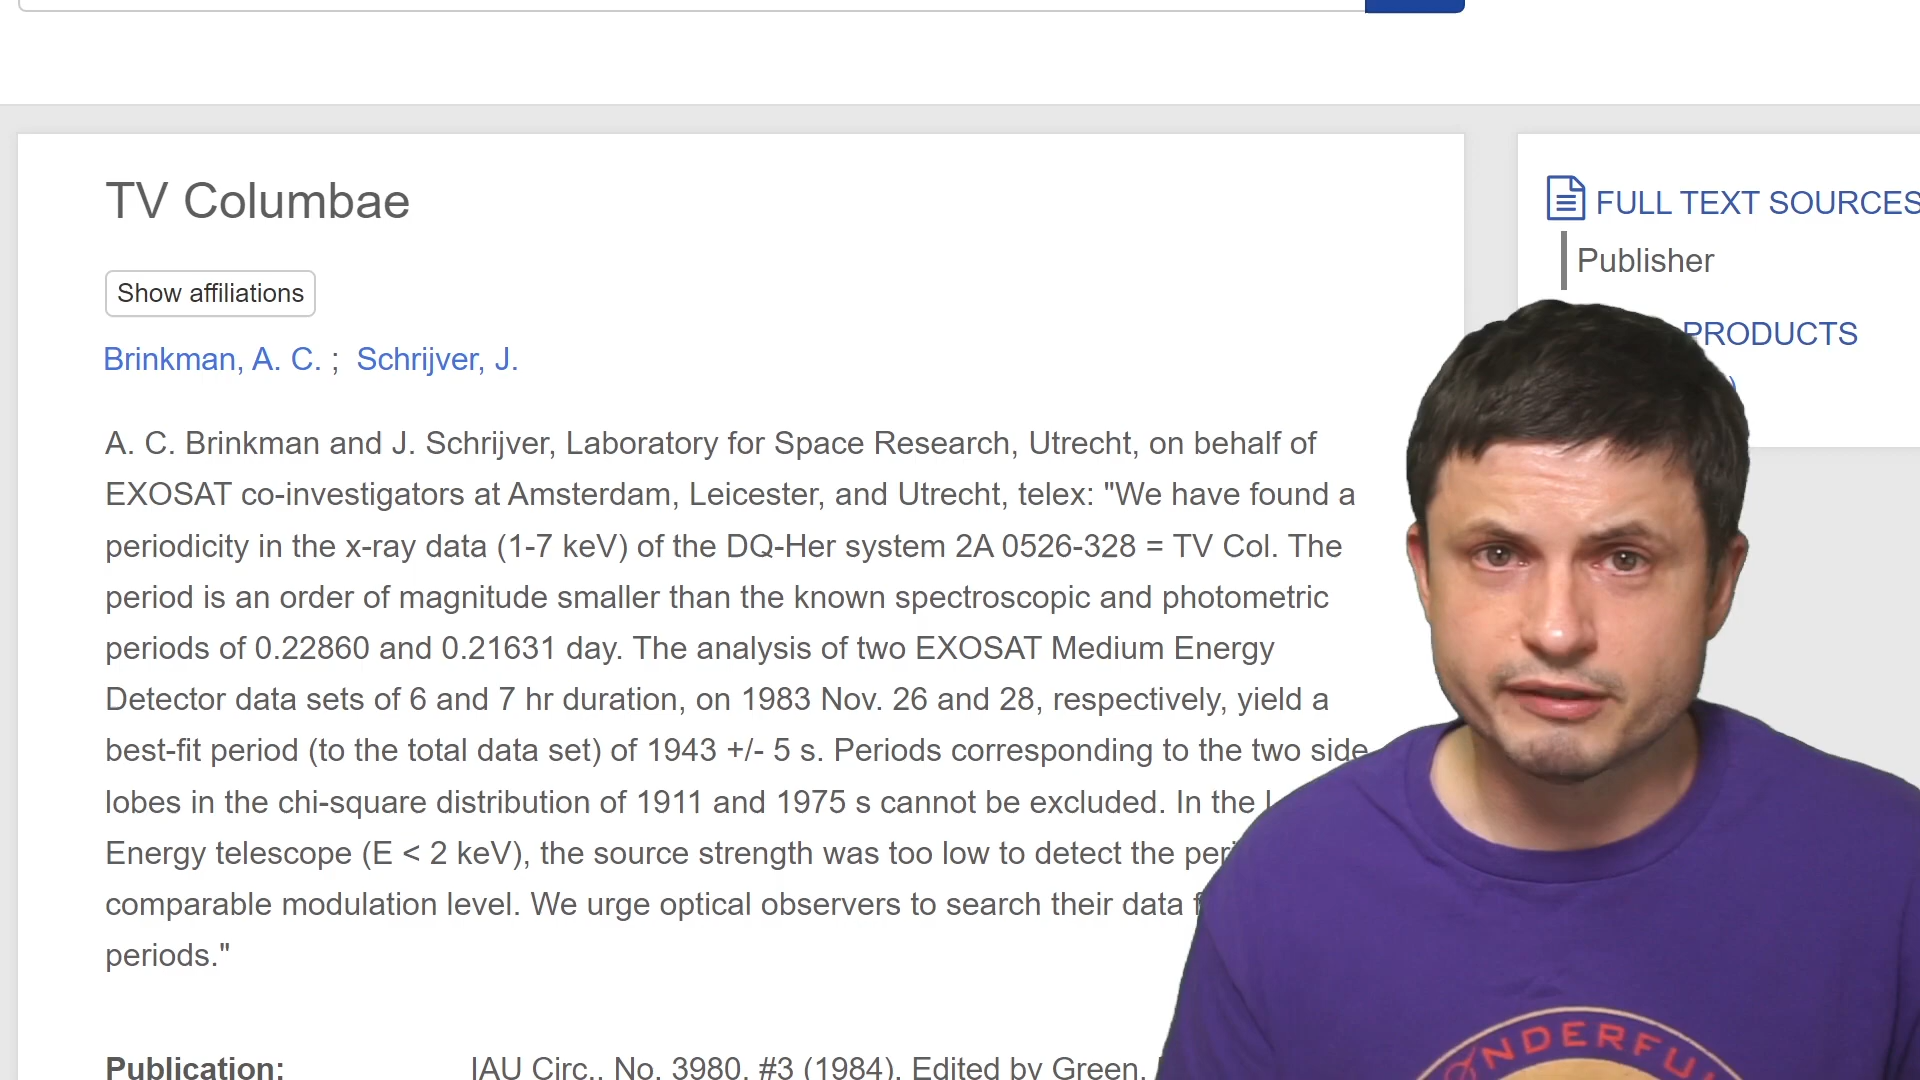 TV Columbae
FULL TEXT SOURCES
Publisher
Show affiliations
PRODUCTS
Brinkman, A. C. ; Schrijver, J.
A. C. Brinkman and J. Schrijver, Laboratory for Space Research, Utrecht, on behalf of
EXOSAT co-investigators at Amsterdam, Leicester, and Utrecht, telex: "We have found a
periodicity in the x-ray data (1-7 keV) of the DQ-Her system 2A 0526-328 = TV Col. The
period is an order of magnitude smaller than the known spectroscopic and photometric
periods of 0.22860 and 0.21631 day. The analysis of two EXOSAT Medium Energy
Detector data sets of 6 and 7 hr duration, on 1983 Nov. 26 and 28, respectively, yield a
best-fit period (to the total data set) of 1943 +/- 5 s. Periods corresponding to the two side
lobes in the chi-square distribution of 1911 and 1975 s cannot be excluded. In the
Energy telescope (E < 2 keV), the source strength was too low to detect the
comparable modulation level. We urge optical observers to search their data
periods."
Publication: IAU Circ., No. 3980, #3 (1984). Edited by Green,